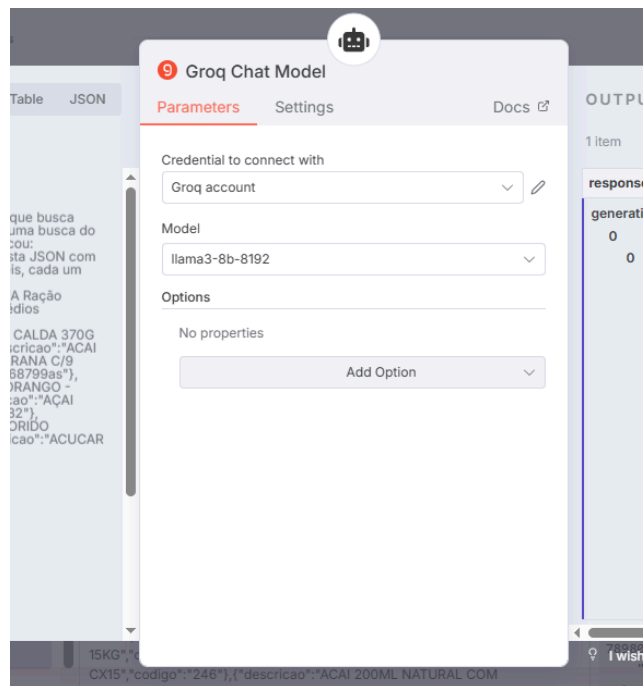 Groq Chat Model
Parameters
Settings
Docs
Table
JSON
OUTPU
1 item
Credential to connect with
Groq account
response
generati
0
0
Model
llama3-8b-8192
Options
No properties
Add Option
que busca
uma busca do
cou:
sta JSON com
is, cada um
A Ração
édios
CALDA 370G
scricao":"ACAI
RANA C/9
68799as"},
ORANGO -
cao":"AÇAI
32"},
ORIDO
cao":"ACUCAR
I wish
15KG","c
CX15","codigo":"246"},{"descricao":"ACAI 200ML NATURAL COM